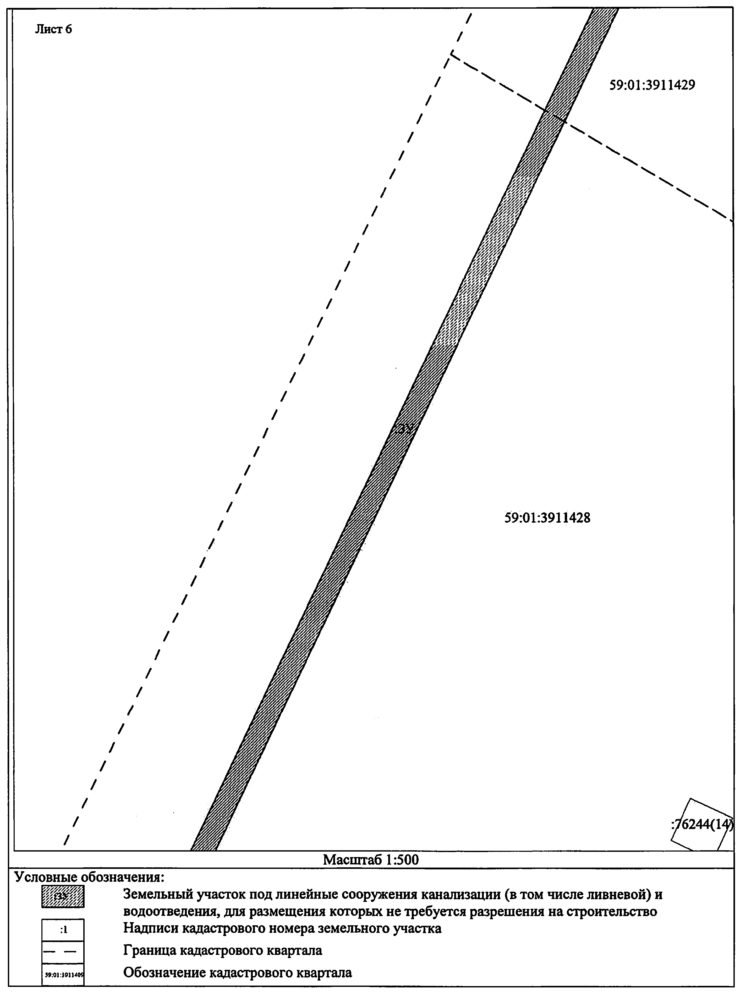 Лист 6
59:01:3911429
:ЗУ
59:01:3911428
:76244(14)
Масштаб 1:500
Условные обозначения:
:ЗУ
Земельный участок под линейные сооружения канализации (в том числе ливневой) и
водоотведения, для размещения которых не требуется разрешения на строительство
:1
Надписи кадастрового номера земельного участка
Граница кадастрового квартала
59:01:3911409
Обозначение кадастрового квартала